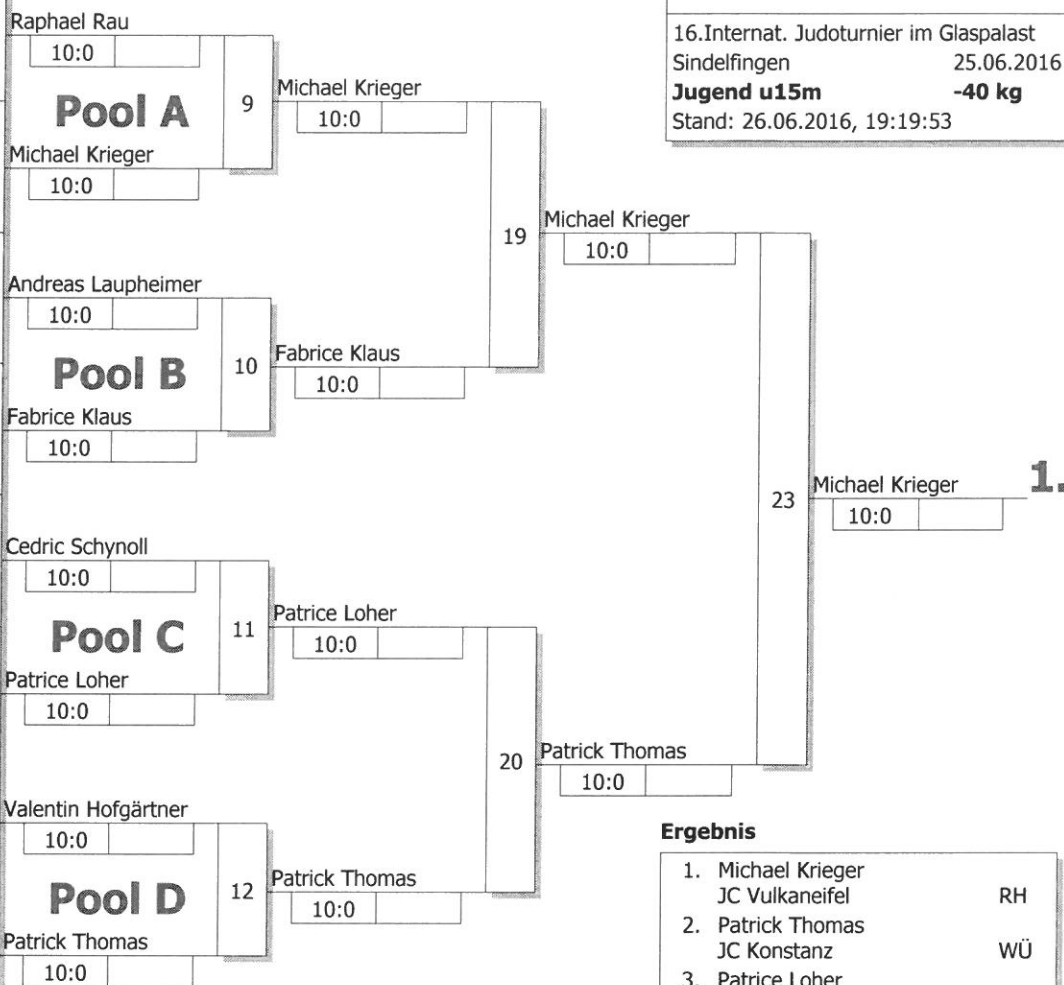 16.Internat. Judoturnier im Glaspalast
Sindelfingen 25.06.2016
Jugend u15m -40 kg
Stand: 26.06.2016, 19:19:53
Raphael Rau
10:0
Pool A
9
Michael Krieger
10:0
Michael Krieger
10:0
19
Michael Krieger
10:0
Andreas Laupheimer
10:0
Pool B
10
Fabrice Klaus
10:0
Fabrice Klaus
10:0
23
Michael Krieger
10:0
1.
Cedric Schynoll
10:0
Pool C
11
Patrice Loher
10:0
Patrice Loher
10:0
20
Patrick Thomas
10:0
Valentin Hofgärtner
10:0
Pool D
12
Patrick Thomas
10:0
Patrick Thomas
10:0
Ergebnis
1. Michael Krieger
JC Vulkaneifel RH
2. Patrick Thomas
JC Konstanz WÜ
3. Patrice Loher